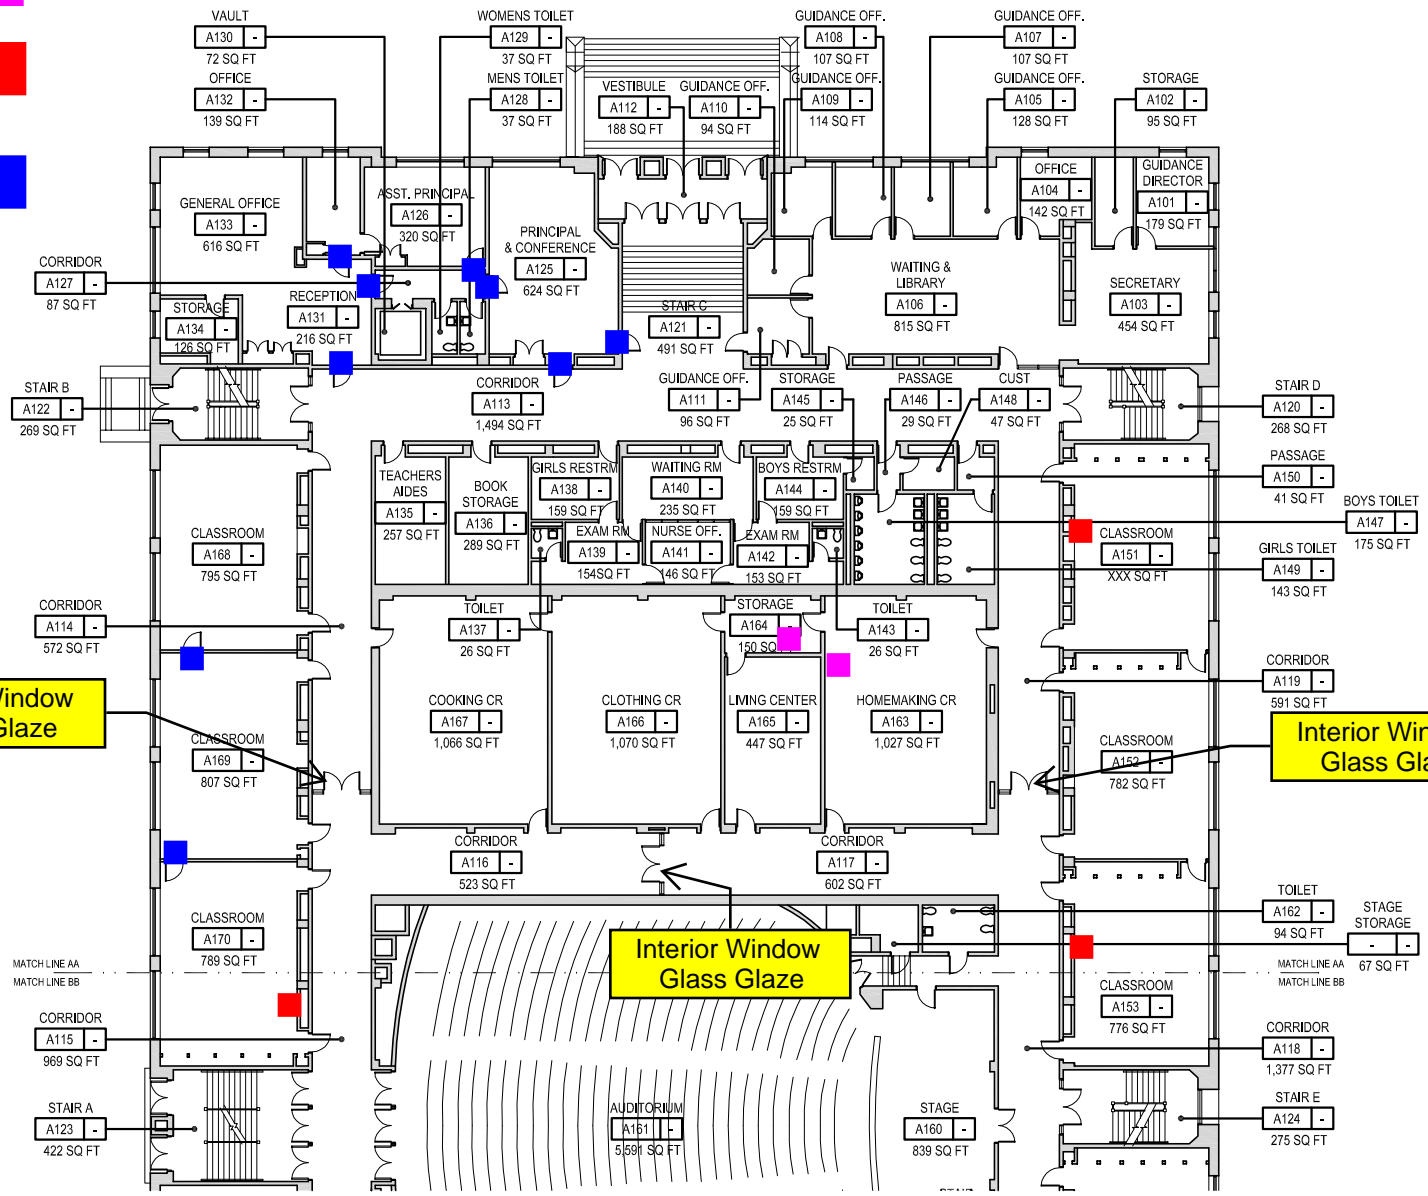 VAULT
A130 -
72 SQ FT
WOMENS TOILET
A129 -
37 SQ FT
GUIDANCE OFF.
A108 -
107 SQ FT
GUIDANCE OFF.
A107 -
107 SQ FT
OFFICE
A132 -
139 SQ FT
MENS TOILET
A128 -
37 SQ FT
VESTIBULE
A112 -
188 SQ FT
GUIDANCE OFF.
A110 -
94 SQ FT
GUIDANCE OFF.
A109 -
114 SQ FT
GUIDANCE OFF.
A105 -
128 SQ FT
STORAGE
A102 -
95 SQ FT
GENERAL OFFICE
A133 -
616 SQ FT
ASST. PRINCIPAL
A126 -
320 SQ FT
PRINCIPAL
& CONFERENCE
A125 -
624 SQ FT
OFFICE
A104 -
142 SQ FT
GUIDANCE
DIRECTOR
A101 -
179 SQ FT
CORRIDOR
A127 -
87 SQ FT
STORAGE
A134 -
126 SQ FT
RECEPTION
A131 -
216 SQ FT
STAIR C
A121 -
491 SQ FT
WAITING &
LIBRARY
A106 -
815 SQ FT
SECRETARY
A103 -
454 SQ FT
STAIR B
A122 -
269 SQ FT
CORRIDOR
A113 -
1,494 SQ FT
GUIDANCE OFF.
A111 -
96 SQ FT
STORAGE
A145 -
25 SQ FT
PASSAGE
A146 -
29 SQ FT
CUST
A148 -
47 SQ FT
STAIR D
A120 -
268 SQ FT
TEACHERS
AIDES
A135 -
257 SQ FT
BOOK
STORAGE
A136 -
289 SQ FT
GIRLS RESTRM
A138 -
159 SQ FT
WAITING RM
A140 -
235 SQ FT
BOYS RESTRM
A144 -
159 SQ FT
PASSAGE
A150 -
41 SQ FT
BOYS TOILET
A147 -
175 SQ FT
CLASSROOM
A168 -
795 SQ FT
EXAM RM
A139 -
154SQ FT
NURSE OFF.
A141 -
146 SQ FT
EXAM RM
A142 -
153 SQ FT
CLASSROOM
A151 -
XXX SQ FT
GIRLS TOILET
A149 -
143 SQ FT
CORRIDOR
A114 -
572 SQ FT
TOILET
A137 -
26 SQ FT
STORAGE
A164 -
150 SQ
TOILET
A143 -
26 SQ FT
CORRIDOR
A119 -
591 SQ FT
Window
Glaze
COOKING CR
A167 -
1,066 SQ FT
CLOTHING CR
A166 -
1,070 SQ FT
LIVING CENTER
A165 -
447 SQ FT
HOMEMAKING CR
A163 -
1,027 SQ FT
Interior Win
Glass Gla
CLASSROOM
A169 -
807 SQ FT
CLASSROOM
A152 -
782 SQ FT
CORRIDOR
A116 -
523 SQ FT
CORRIDOR
A117 -
602 SQ FT
CLASSROOM
A170 -
789 SQ FT
Interior Window
Glass Glaze
TOILET
A162 -
94 SQ FT
STAGE
STORAGE
- -
67 SQ FT
MATCH LINE AA
MATCH LINE BB
MATCH LINE AA
MATCH LINE BB
CLASSROOM
A153 -
776 SQ FT
CORRIDOR
A115 -
969 SQ FT
CORRIDOR
A118 -
1,377 SQ FT
STAIR A
A123 -
422 SQ FT
AUDITORIUM
A161 -
5,591 SQ FT
STAGE
A160 -
839 SQ FT
STAIR E
A124 -
275 SQ FT